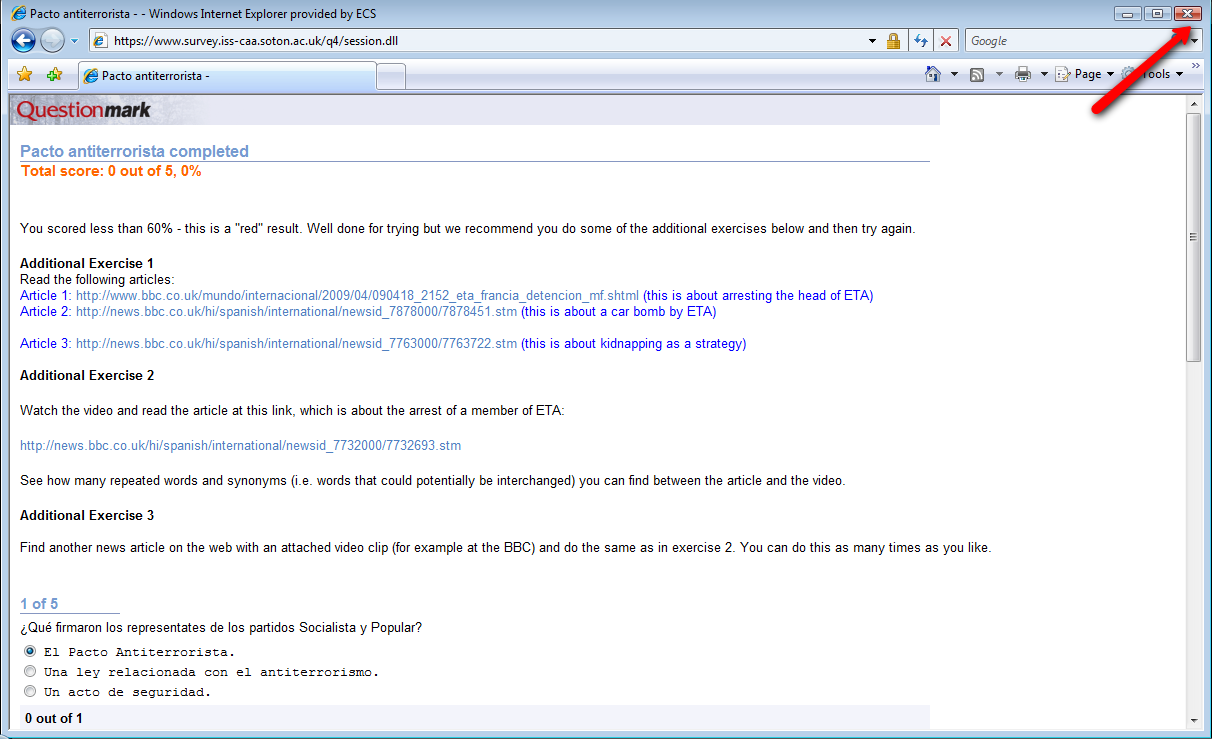 Pacto antiterrorista - - Windows Internet Explorer provided by ECS
https://www.survey.iss-caa.soton.ac.uk/q4/session.dll
Google
Pacto antiterrorista -
Page
Tools
Questionmark
Pacto antiterrorista completed
Total score: 0 out of 5, 0%
You scored less than 60% - this is a "red" result. Well done for trying but we recommend you do some of the additional exercises below and then try again.
Additional Exercise 1
Read the following articles:
Article 1: http://www.bbc.co.uk/mundo/internacional/2009/04/090418_2152_eta_francia_detencion_mf.shtml (this is about arresting the head of ETA)
Article 2: http://news.bbc.co.uk/hi/spanish/international/newsid_7878000/7878451.stm (this is about a car bomb by ETA)
Article 3: http://news.bbc.co.uk/hi/spanish/international/newsid_7763000/7763722.stm (this is about kidnapping as a strategy)
Additional Exercise 2
Watch the video and read the article at this link, which is about the arrest of a member of ETA:
http://news.bbc.co.uk/hi/spanish/international/newsid_7732000/7732693.stm
See how many repeated words and synonyms (i.e. words that could potentially be interchanged) you can find between the article and the video.
Additional Exercise 3
Find another news article on the web with an attached video clip (for example at the BBC) and do the same as in exercise 2. You can do this as many times as you like.
1 of 5
¿Qué firmaron los representates de los partidos Socialista y Popular?
El Pacto Antiterrorista.
Una ley relacionada con el antiterrorismo.
Un acto de seguridad.
0 out of 1